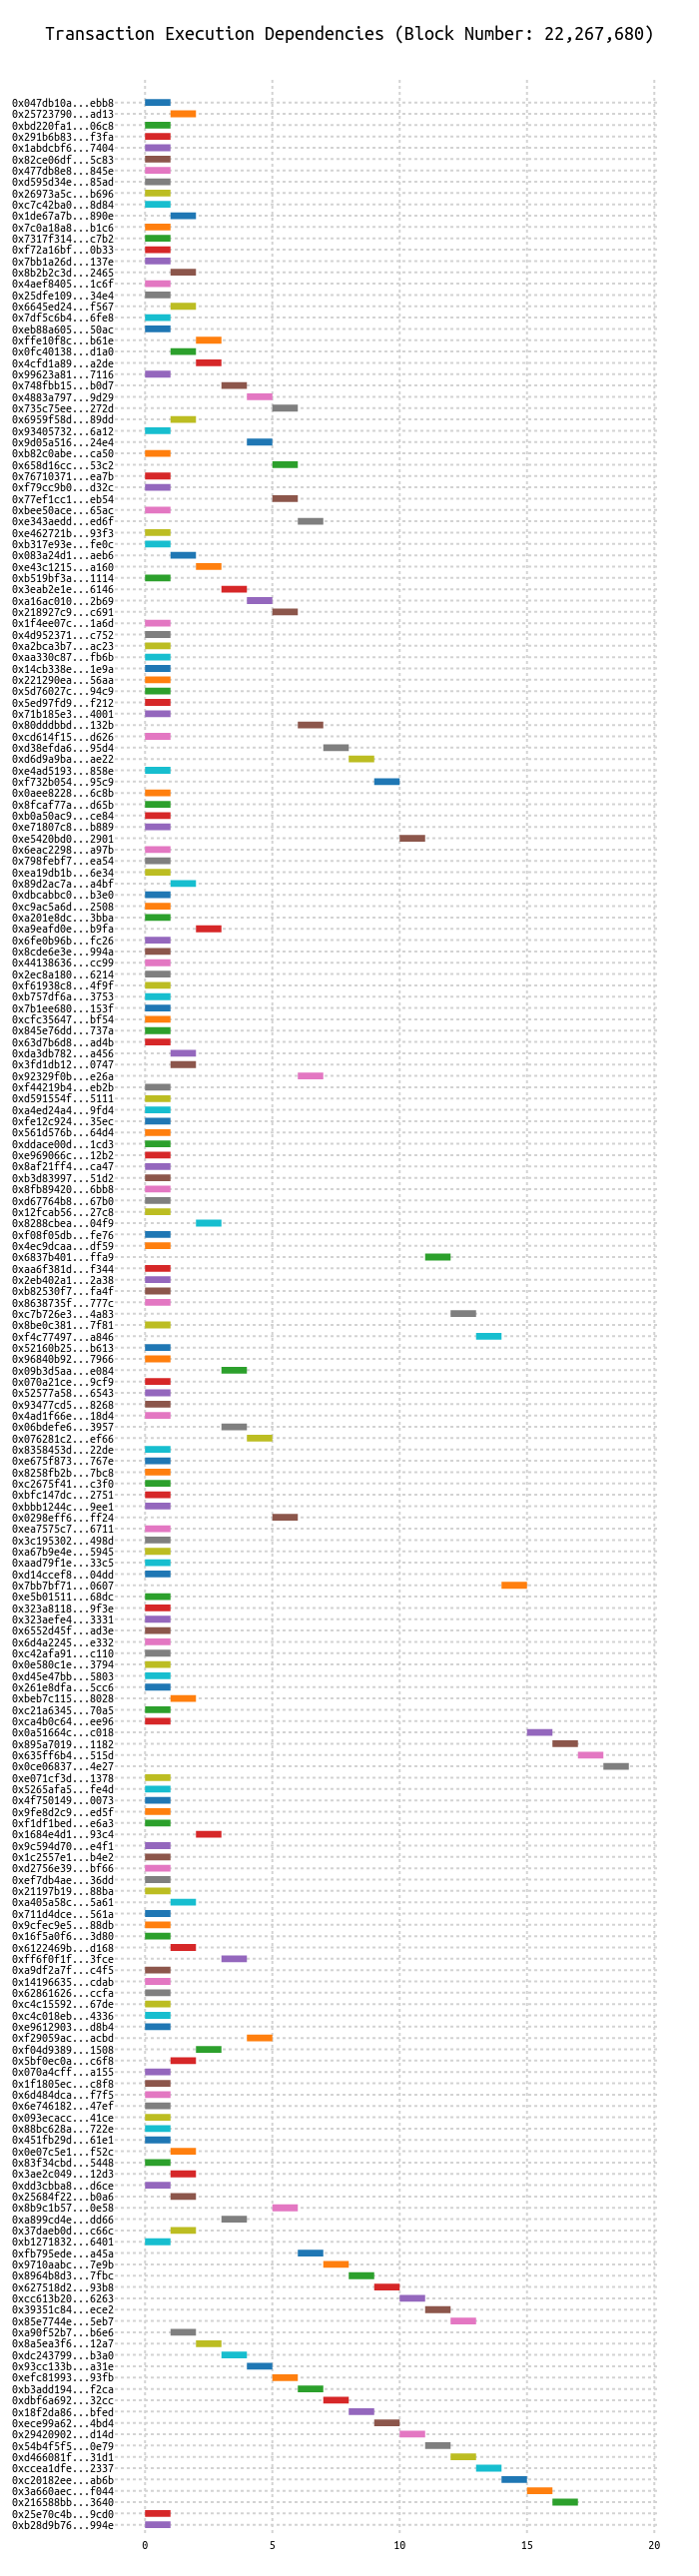 Transaction Execution Dependencies (Block Number: 22,267,680)
0x047db10a...ebb8
0x25723790...ad13
0xbd220fa1...06c8
0x291b6b83...f3fa
0x1abdcbf6...7404
0x82ce06df...5c83
0x477db8e8...845e
0xd595d34e...85ad
0x26973a5c...b696
0xc7c42ba0...8d84
0x1de67a7b...890e
0x7c0a18a8...b1c6
0x7317f314...c7b2
0xf72a16bf...0b33
0x7bb1a26d...137e
0x8b2b2c3d...2465
0x4aef8405...1c6f
0x25dfe109...34e4
0x6645ed24...f567
0x7df5c6b4...6fe8
0xeb88a605...50ac
0xffe10f8c...b61e
0x0fc40138...d1a0
0x4cfd1a89...a2de
0x99623a81...7116
0x748fbb15...b0d7
0x4883a797...9d29
0x735c75ee...272d
0x6959f58d...89dd
0x93405732...6a12
0x9d05a516...24e4
0xb82c0abe...ca50
0x658d16cc...53c2
0x76710371...ea7b
0xf79cc9b0...d32c
0x77ef1cc1...eb54
0xbee50ace...65ac
0xe343aedd...ed6f
0xe462721b...93f3
0xb317e93e...fe0c
0x083a24d1...aeb6
0xe43c1215...a160
0xb519bf3a...1114
0x3eab2e1e...6146
0xa16ac010...2b69
0x218927c9...c691
0x1f4ee07c...1a6d
0x4d952371...c752
0xa2bca3b7...ac23
0xaa330c87...fb6b
0x14cb338e...1e9a
0x221290ea...56aa
0x5d76027c...94c9
0x5ed97fd9...f212
0x71b185e3...4001
0x80dddbbd...132b
0xcd614f15...d626
0xd38efda6...95d4
0xd6d9a9ba...ae22
0xe4ad5193...858e
0xf732b054...95c9
0x0aee8228...6c8b
0x8fcaf77a...d65b
0xb0a50ac9...ce84
0xe71807c8...b889
0xe5420bd0...2901
0x6eac2298...a97b
0x798febf7...ea54
0xea19db1b...6e34
0x89d2ac7a...a4bf
0xdbcabbc0...b3e0
0xc9ac5a6d...2508
0xa201e8dc...3bba
0xa9eafd0e...b9fa
0x6fe0b96b...fc26
0x8cde6e3e...994a
0x44138636...cc99
0x2ec8a180...6214
0xf61938c8...4f9f
0xb757df6a...3753
0x7b1ee680...153f
0xcfc35647...bf54
0x845e76dd...737a
0x63d7b6d8...ad4b
0xda3db782...a456
0x3fd1db12...0747
0x92329f0b...e26a
0xf44219b4...eb2b
0xd591554f...5111
0xa4ed24a4...9fd4
0xfe12c924...35ec
0x561d576b...64d4
0xddace00d...1cd3
0xe969066c...12b2
0x8af21ff4...ca47
0xb3d83997...51d2
0x8fb89420...6bb8
0xd67764b8...67b0
0x12fcab56...27c8
0x8288cbea...04f9
0xf08f05db...fe76
0x4ec9dcaa...df59
0x6837b401...ffa9
0xaa6f381d...f344
0x2eb402a1...2a38
0xb82530f7...fa4f
0x8638735f...777c
0xc7b726e3...4a83
0x8be0c381...7f81
0xf4c77497...a846
0x52160b25...b613
0x96840b92...7966
0x09b3d5aa...e084
0x070a21ce...9cf9
0x52577a58...6543
0x93477cd5...8268
0x4ad1f66e...18d4
0x06bdefe6...3957
0x076281c2...ef66
0x8358453d...22de
0xe675f873...767e
0x8258fb2b...7bc8
0xc2675f41...c3f0
0xbfc147dc...2751
0xbbb1244c...9ee1
0x0298eff6...ff24
0xea7575c7...6711
0x3c195302...498d
0xa67b9e4e...5945
0xaad79f1e...33c5
0xd14ccef8...04dd
0x7bb7bf71...0607
0xe5b01511...68dc
0x323a8118...9f3e
0x323aefe4...3331
0x6552d45f...ad3e
0x6d4a2245...e332
0xc42afa91...c110
0x0e580c1e...3794
0xd45e47bb...5803
0x261e8dfa...5cc6
0xbeb7c115...8028
0xc21a6345...70a5
0xca4b0c64...ee96
0x0a51664c...c018
0x895a7019...1182
0x635ff6b4...515d
0x0ce06837...4e27
0xe071cf3d...1378
0x5265afa5...fe4d
0x4f750149...0073
0x9fe8d2c9...ed5f
0xf1df1bed...e6a3
0x1684e4d1...93c4
0x9c594d70...e4f1
0x1c2557e1...b4e2
0xd2756e39...bf66
0xef7db4ae...36dd
0x21197b19...88ba
0xa405a58c...5a61
0x711d4dce...561a
0x9cfec9e5...88db
0x16f5a0f6...3d80
0x6122469b...d168
0xff6f0f1f...3fce
0xa9df2a7f...c4f5
0x14196635...cdab
0x62861626...ccfa
0xc4c15592...67de
0xc4c018eb...4336
0xe9612903...d8b4
0xf29059ac...acbd
0xf04d9389...1508
0x5bf0ec0a...c6f8
0x070a4cff...a155
0x1f1805ec...c8f8
0x6d484dca...f7f5
0x6e746182...47ef
0x093ecacc...41ce
0x88bc628a...722e
0x451fb29d...61e1
0x0e07c5e1...f52c
0x83f34cbd...5448
0x3ae2c049...12d3
0xdd3cbba8...d6ce
0x25684f22...b0a6
0x8b9c1b57...0e58
0xa899cd4e...dd66
0x37daeb0d...c66c
0xb1271832...6401
0xfb795ede...a45a
0x9710aabc...7e9b
0x8964b8d3...7fbc
0x627518d2...93b8
0xcc613b20...6263
0x39351c84...ece2
0x85e7744e...5eb7
0xa90f52b7...b6e6
0x8a5ea3f6...12a7
0xdc243799...b3a0
0x93cc133b...a31e
0xefc81993...93fb
0xb3add194...f2ca
0xdbf6a692...32cc
0x18f2da86...bfed
0xece99a62...4bd4
0x29420902...d14d
0x54b4f5f5...0e79
0xd466081f...31d1
0xccea1dfe...2337
0xc20182ee...ab6b
0x3a660aec...f044
0x216588bb...3640
0x25e70c4b...9cd0
0xb28d9b76...994e
0 5 10 15 20